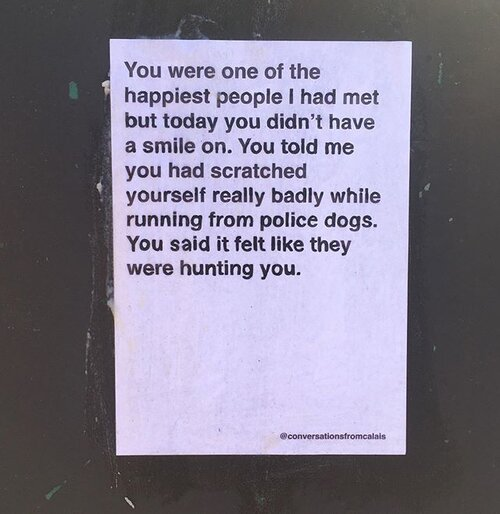 You were one of the
happiest people I had met
but today you didn't have
a smile on. You told me
you had scratched
yourself really badly while
running from police dogs.
You said it felt like they
were hunting you.
@conversationsfromcalais